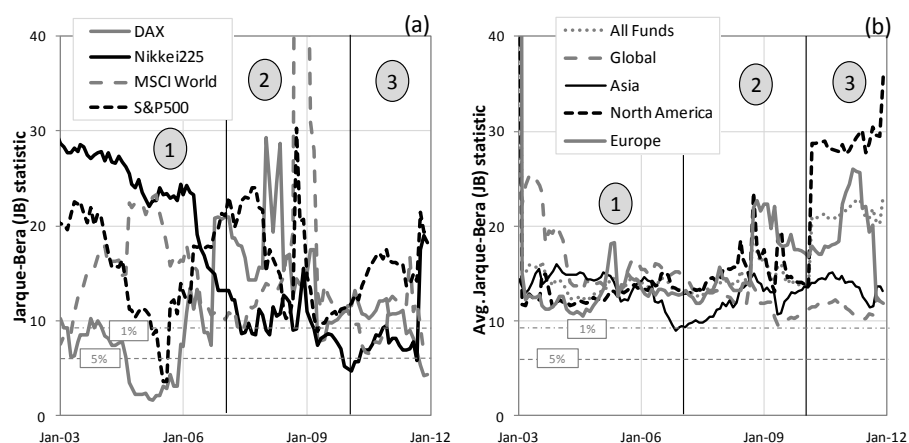 (a)
DAX
Nikkei225
MSCI World
S&P500
Jarque-Bera (JB) statistic
40
30
20
10
0
1
2
3
1%
5%
Jan-03
Jan-06
Jan-09
Jan-12
(b)
All Funds
Global
Asia
North America
Europe
Avg. Jarque-Bera (JB) statistic
40
30
20
10
0
1
2
3
1%
5%
Jan-03
Jan-06
Jan-09
Jan-12